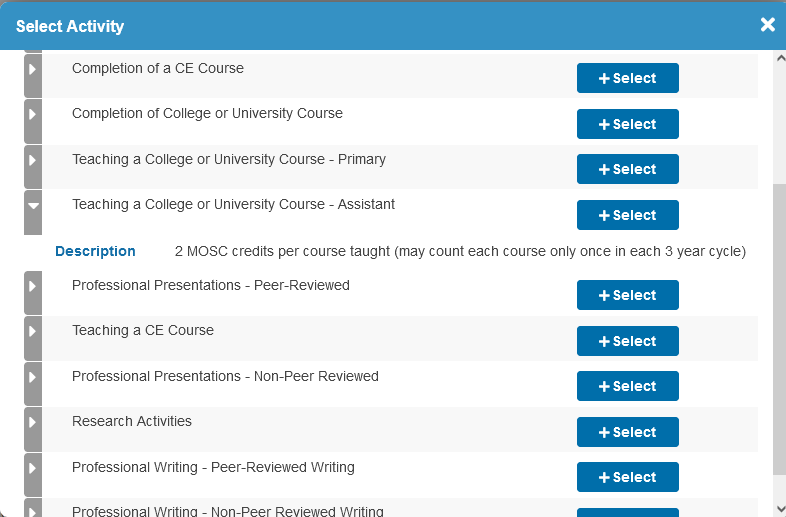 Select Activity
Completion of a CE Course
Select
Completion of College or University Course
Select
Teaching a College or University Course - Primary
Select
Teaching a College or University Course - Assistant
Select
Description 2 MOSC credits per course taught (may count each course only once in each 3 year cycle)
Professional Presentations - Peer-Reviewed
Select
Teaching a CE Course
Select
Professional Presentations - Non-Peer Reviewed
Select
Research Activities
Select
Professional Writing - Peer-Reviewed Writing
Select
Professional Writing - Non-Peer Reviewed Writing